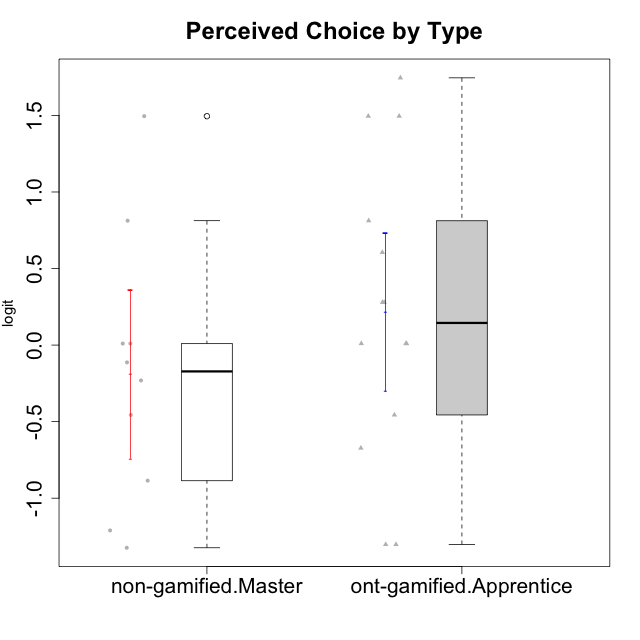 Perceived Choice by Type
logit
1.5
1.0
0.5
0.0
-0.5
-1.0
non-gamified.Master
ont-gamified.Apprentice